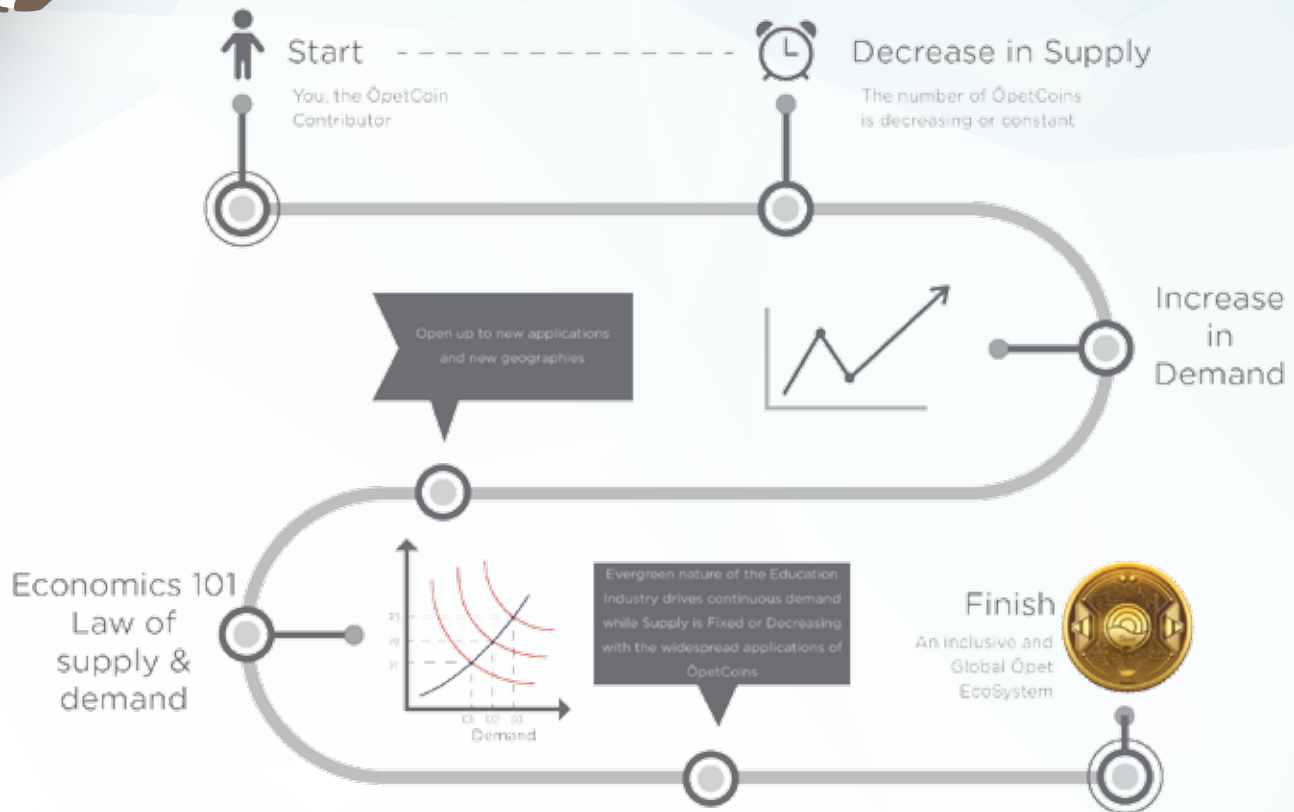 Start
You, the ÖpetCoin
Contributor
Decrease in Supply
The number of ÖpetCoins
is decreasing or constant
Increase
in
Demand
Open up to new applications
and new geographies
Economics 101
Law of
supply &
demand
Demand
Evergreen nature of the Education
Industry drives continuous demand
while Supply is Fixed or Decreasing
with the widespread applications of
ÖpetCoins
Finish
An inclusive and
Global Öpet
EcoSystem